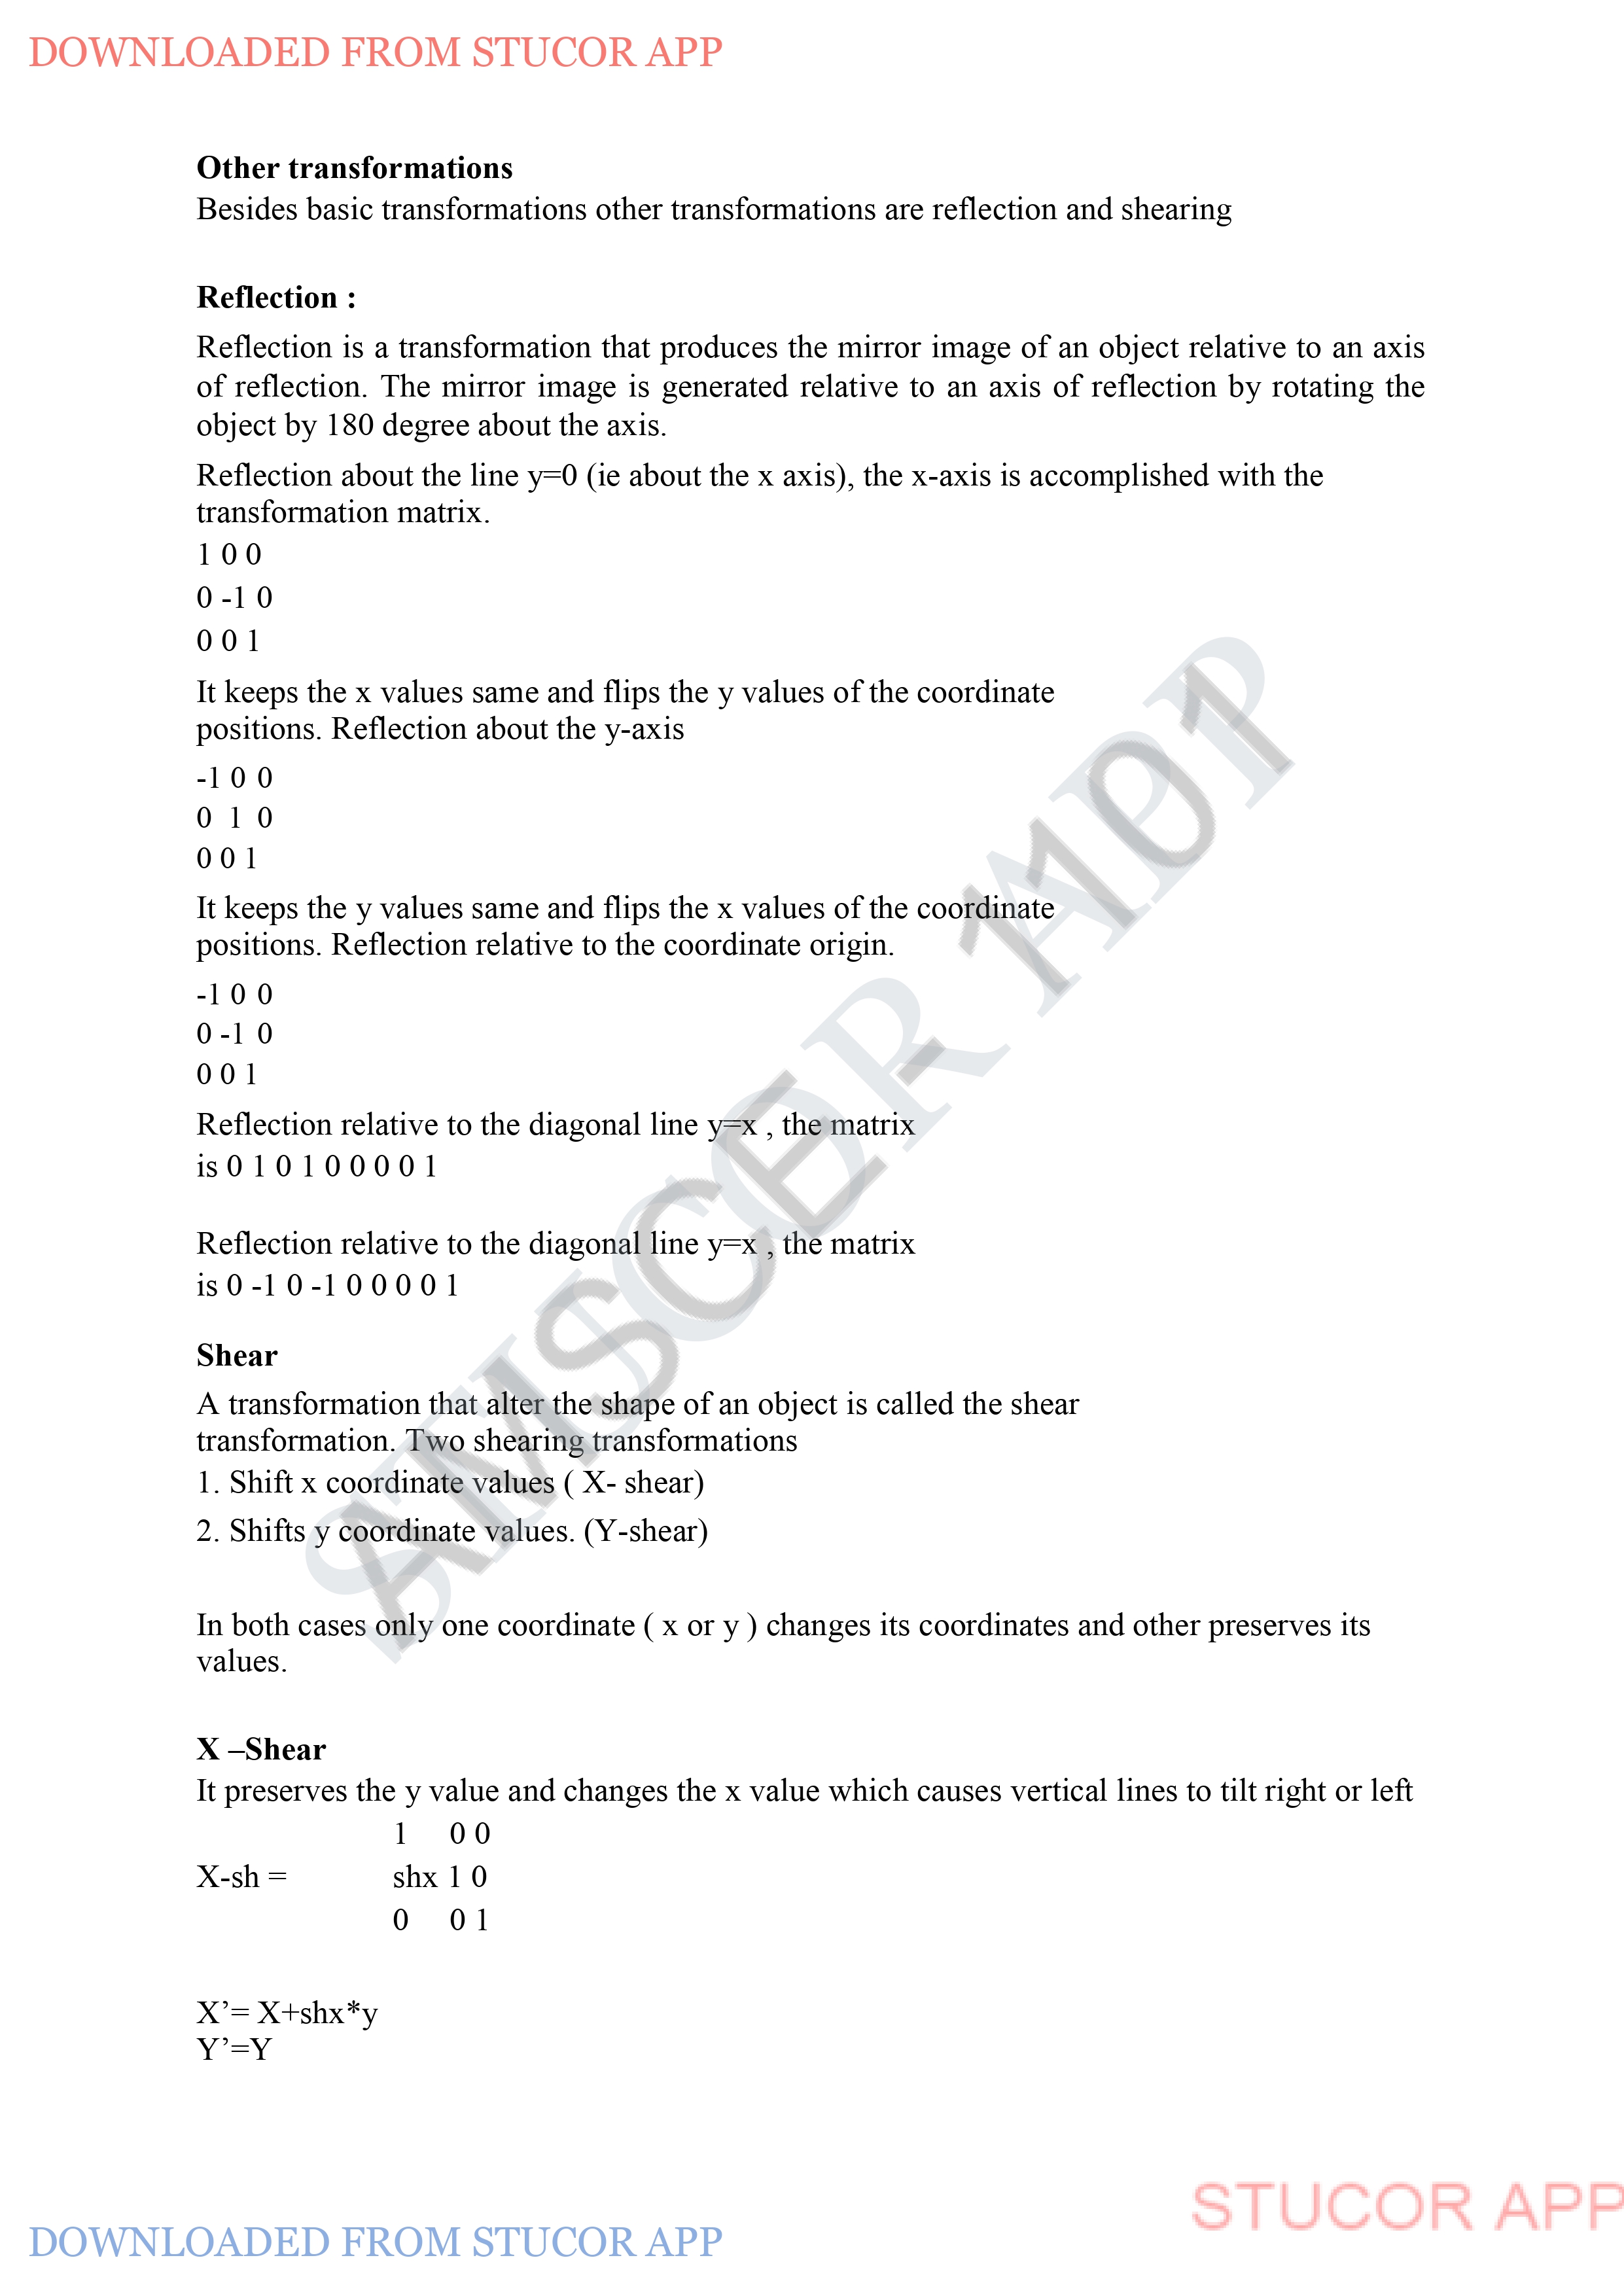 DOWNLOADED FROM STUCOR APP
Other transformations
Besides basic transformations other transformations are reflection and shearing
Reflection :
Reflection is a transformation that produces the mirror image of an object relative to an axis
of reflection. The mirror image is generated relative to an axis of reflection by rotating the
object by 180 degree about the axis.
Reflection about the line y=0 (ie about the x axis), the x-axis is accomplished with the
transformation matrix.
1 0 0
0 -1 0
0 0 1
It keeps the x values same and flips the y values of the coordinate
positions. Reflection about the y-axis
-1 0 0
0 1 0
0 0 1
It keeps the y values same and flips the x values of the coordinate
positions. Reflection relative to the coordinate origin.
-1 0 0
0 -1 0
0 0 1
Reflection relative to the diagonal line y=x , the matrix
is 0 1 0 1 0 0 0 0 1
Reflection relative to the diagonal line y=x , the matrix
is 0 -1 0 -1 0 0 0 0 1
Shear
A transformation that alter the shape of an object is called the shear
transformation. Two shearing transformations
1. Shift x coordinate values ( X- shear)
2. Shifts y coordinate values. (Y-shear)
In both cases only one coordinate ( x or y ) changes its coordinates and other preserves its
values.
X –Shear
It preserves the y value and changes the x value which causes vertical lines to tilt right or left
1 0 0
X-sh = shx 1 0
0 0 1
X’= X+shx*y
Y’=Y
STUCOR APP
AMSCE- 1101
STUCOR APP
DOWNLOADED FROM STUCOR APP